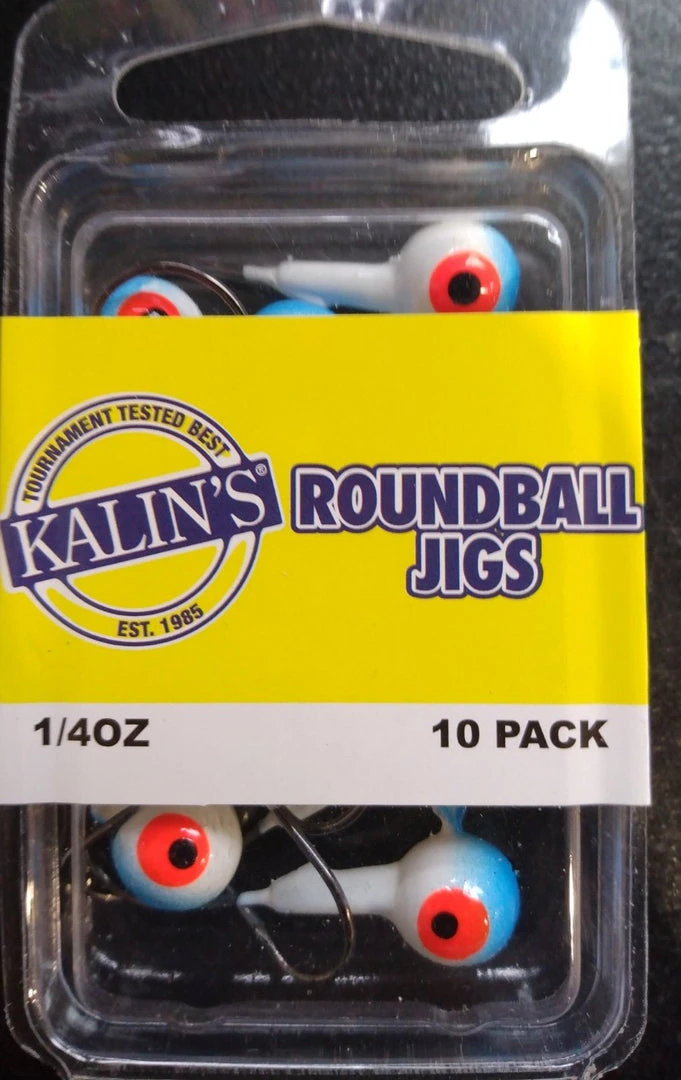 TOURNAMENT TESTED BEST
KALIN'S®
EST. 1985
ROUNDBALL
JIGS
1/4OZ
10 PACK